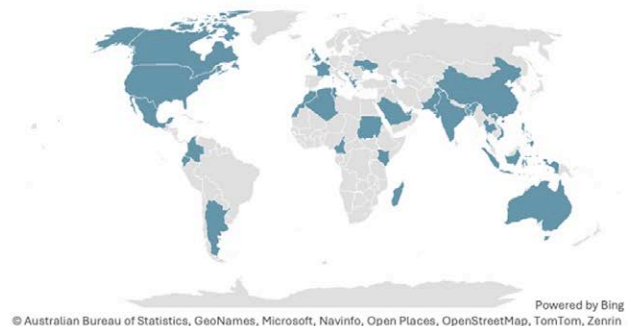 Powered by Bing
© Australian Bureau of Statistics, GeoNames, Microsoft, Navinfo, Open Places, OpenStreetMap, TomTom, Zenrin